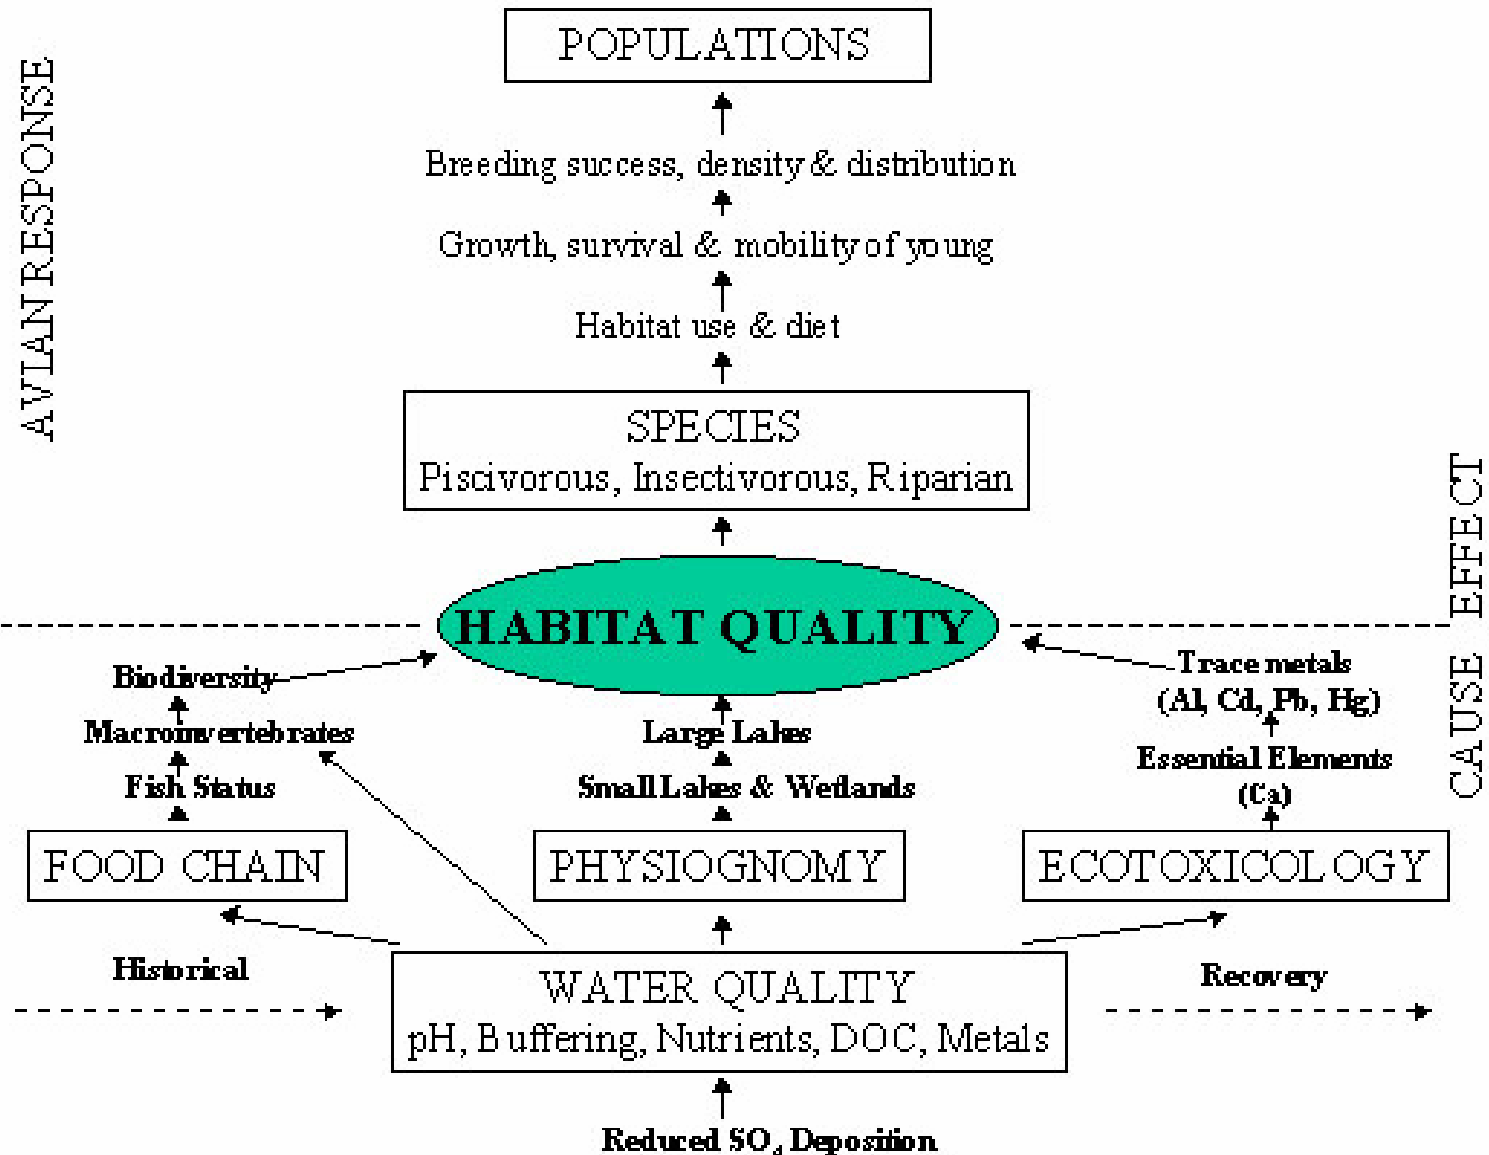 POPULATIONS
AVIAN RESPONSE
Breeding success, density & distribution
Growth, survival & mobility of young
Habitat use & diet
SPECIES
Piscivorous, Insectivorous, Riparian
EFFECT
HABITAT QUALITY
CAUSE
Biodiversity
Macroinvertebrates
Fish Status
FOOD CHAIN
Large Lakes
Small Lakes & Wetlands
PHYSIOGNOMY
Trace metals
(Al, Cd, Pb, Hg)
Essential Elements
(Ca)
ECOTOXICOLOGY
Historical
WATER QUALITY
pH, Buffering, Nutrients, DOC, Metals
Recovery
Reduced SO₄ Deposition